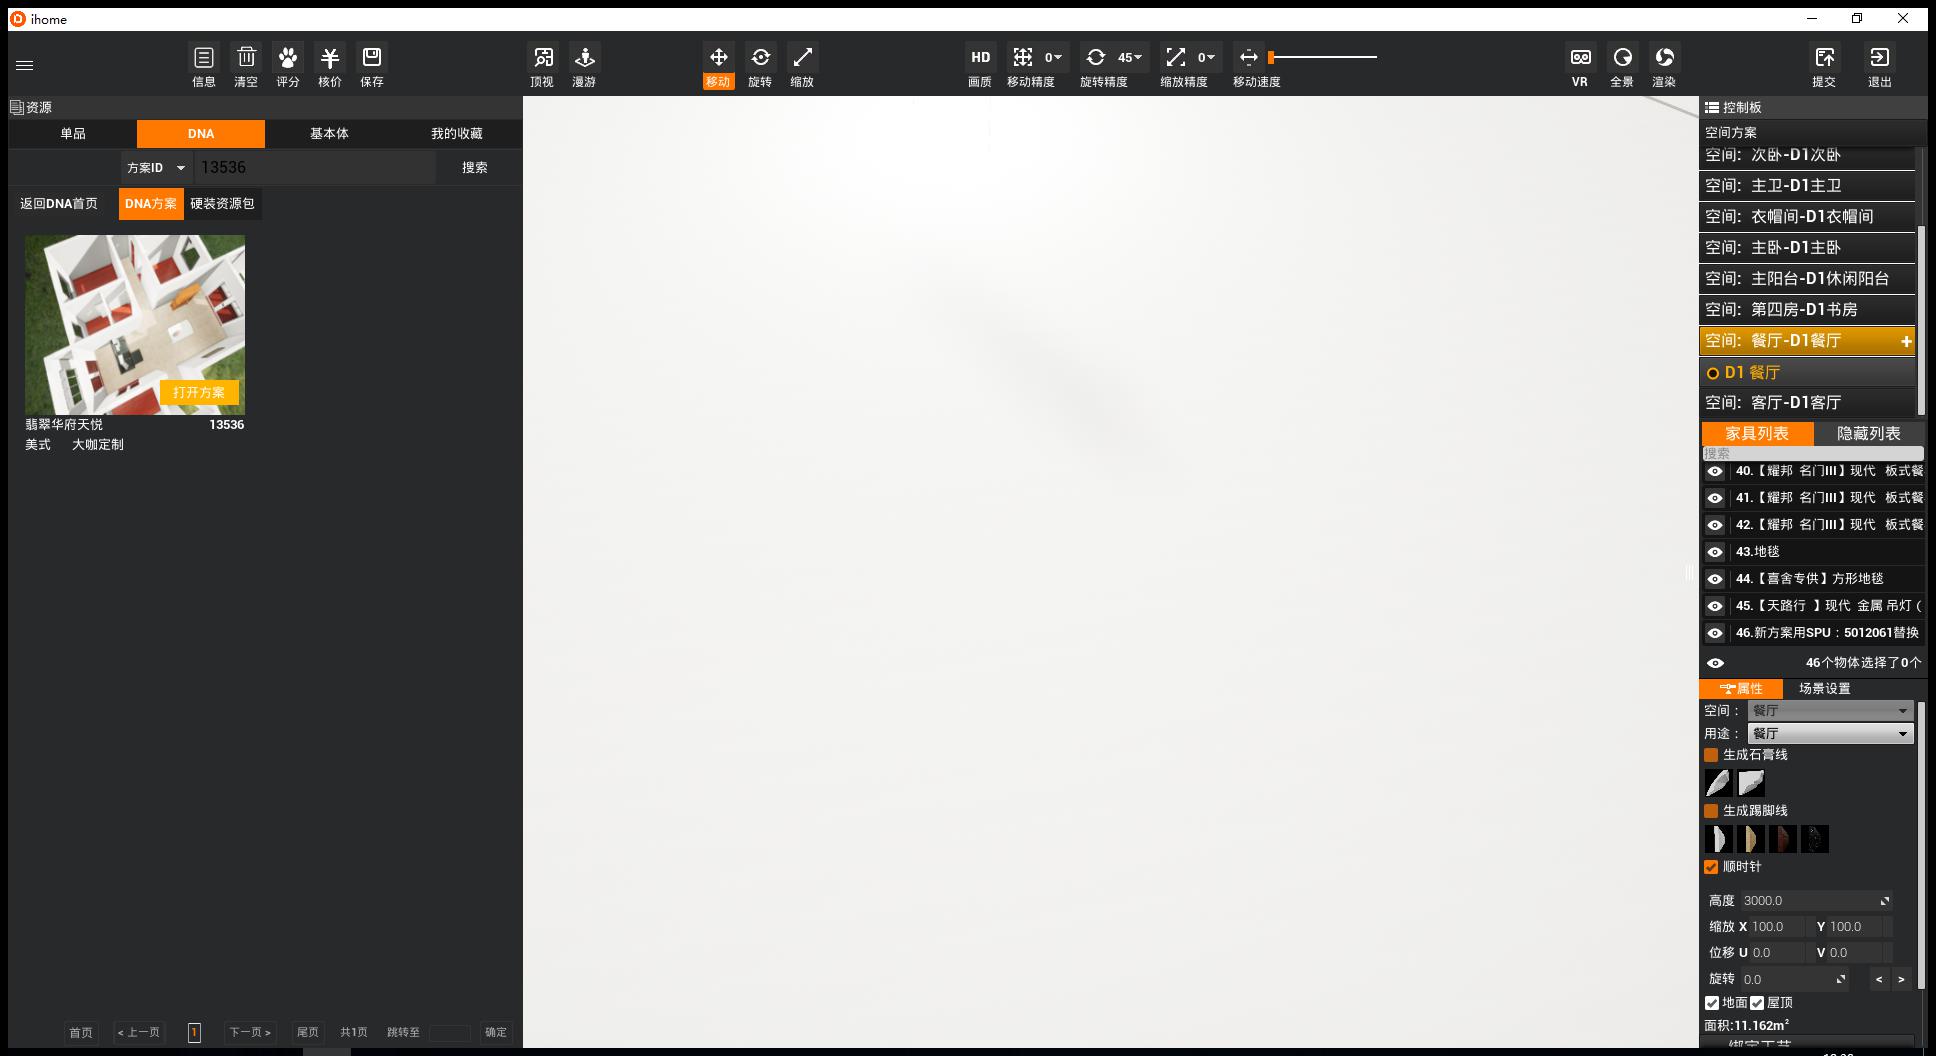 ihome
信息 清空 评分 核价 保存 顶视 漫游 移动 旋转 缩放 HD 画质 0 移动精度 45 旋转精度 0 缩放精度 移动速度 VR 全景 渲染 提交 退出
资源
单品 DNA 基本体 我的收藏
方案ID 13536 搜索
返回DNA首页 DNA方案 硬装资源包
打开方案
翡翠华府天悦 13536
美式 大咖定制
首页 < 上一页 1 下一页 > 尾页 共1页 跳转至 确定
控制板
空间方案
空间: 次卧-D1次卧
空间: 主卫-D1主卫
空间: 衣帽间-D1衣帽间
空间: 主卧-D1主卧
空间: 主阳台-D1休闲阳台
空间: 第四房-D1书房
空间: 餐厅-D1餐厅 +
D1 餐厅
空间: 客厅-D1客厅
家具列表 隐藏列表
搜索
40.【耀邦 名门III】现代 板式餐
41.【耀邦 名门III】现代 板式餐
42.【耀邦 名门III】现代 板式餐
43.地毯
44.【喜舍专供】方形地毯
45.【天路行 】现代 金属 吊灯（
46.新方案用SPU：5012061替换
46个物体选择了0个
属性 场景设置
空间： 餐厅
用途： 餐厅
生成石膏线
生成踢脚线
顺时针
高度 3000.0
缩放 X 100.0 Y 100.0
位移 U 0.0 V 0.0
旋转 0.0 < >
地面 屋顶
面积:11.162m²